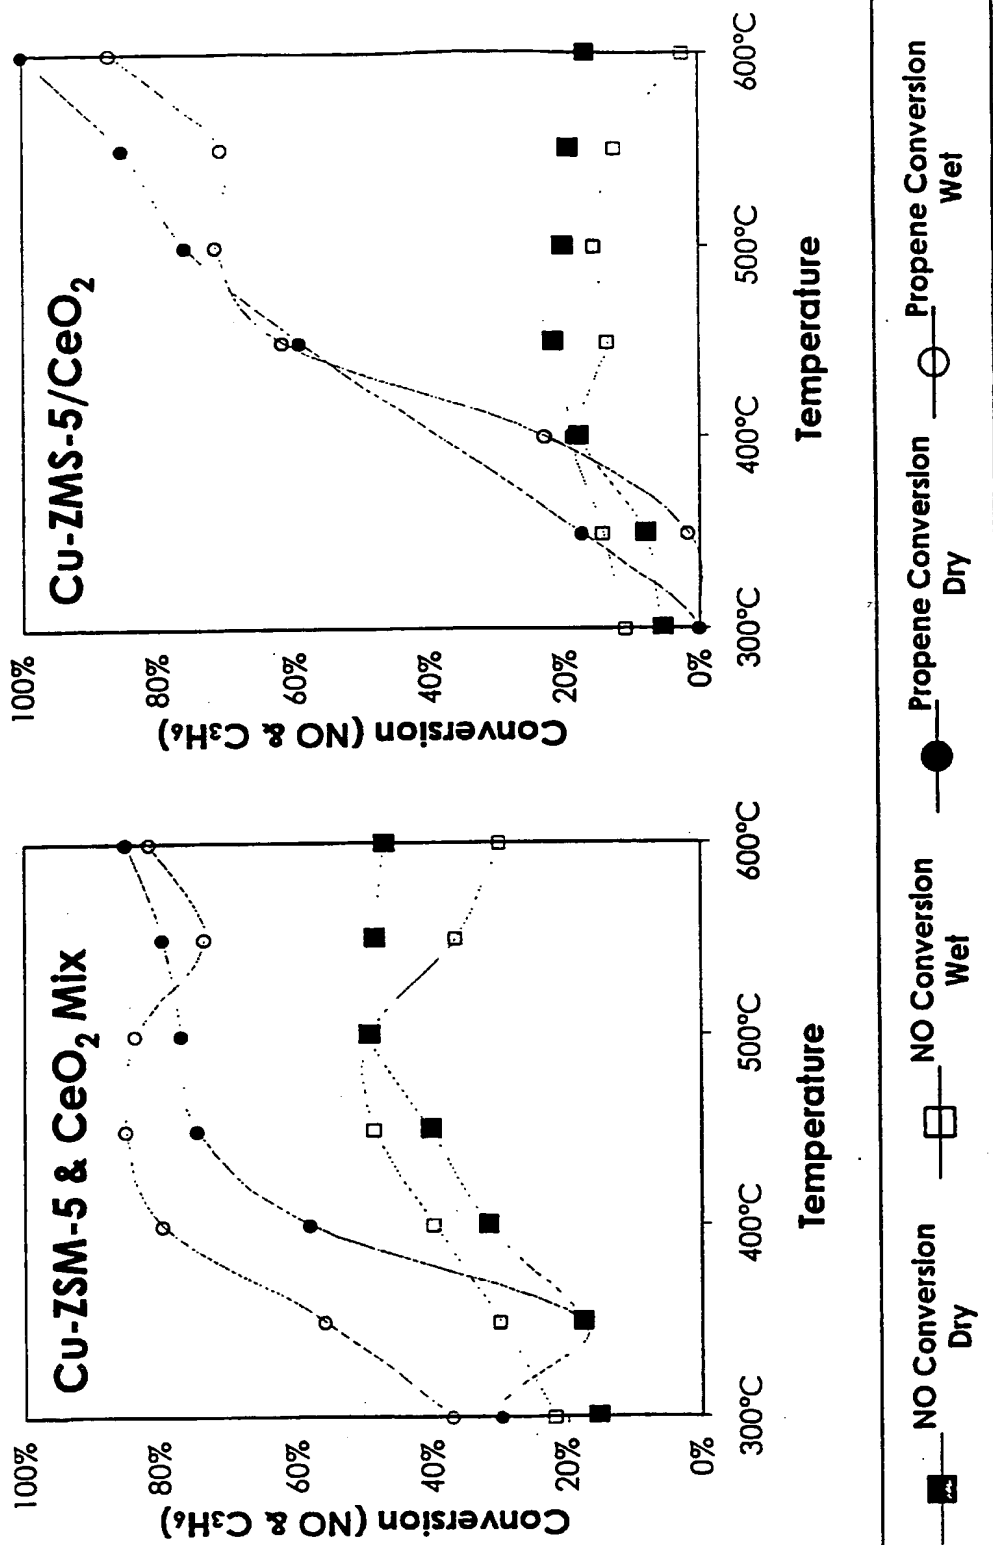 Cu-ZSM-5 & CeO2 Mix
Conversion (NO & C3H6)
100%
80%
60%
40%
20%
0%
300°C
400°C
500°C
600°C
Temperature
Cu-ZMS-5/CeO2
Conversion (NO & C3H6)
100%
80%
60%
40%
20%
0%
300°C
400°C
500°C
600°C
Temperature
NO Conversion
Dry
NO Conversion
Wet
Propene Conversion
Dry
Propene Conversion
Wet